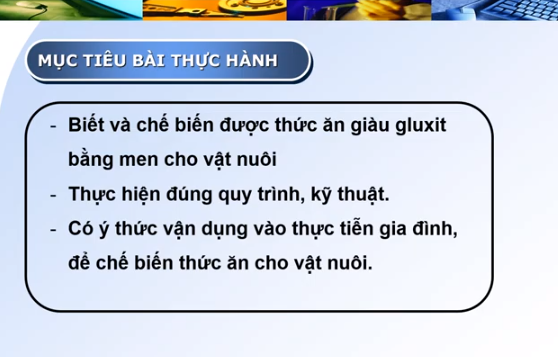 MỤC TIÊU BÀI THỰC HÀNH
- Biết và chế biến được thức ăn giàu gluxit
bằng men cho vật nuôi
- Thực hiện đúng quy trình, kỹ thuật.
- Có ý thức vận dụng vào thực tiễn gia đình,
để chế biến thức ăn cho vật nuôi.